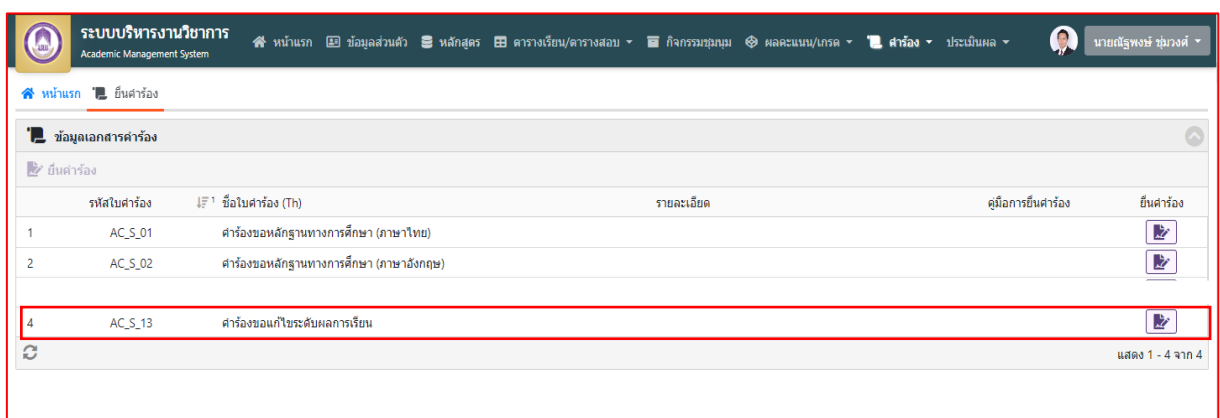 ระบบบริหารงานวิชาการ
Academic Management System
หน้าแรก ข้อมูลส่วนตัว หลักสูตร ตารางเรียน/ตารางสอบ กิจกรรมชุมนุม ผลคะแนน/เกรด คำร้อง ประเมินผล นายณัฐพงษ์ ชุ่มวงศ์
หน้าแรก ยื่นคำร้อง
ข้อมูลเอกสารคำร้อง
ยื่นคำร้อง
รหัสใบคำร้อง 1 ชื่อใบคำร้อง (Th) รายละเอียด คู่มือการยื่นคำร้อง ยื่นคำร้อง
1 AC_S_01 คำร้องขอหลักฐานทางการศึกษา (ภาษาไทย)
2 AC_S_02 คำร้องขอหลักฐานทางการศึกษา (ภาษาอังกฤษ)
4 AC_S_13 คำร้องขอแก้ไขระดับผลการเรียน
แสดง 1 - 4 จาก 4